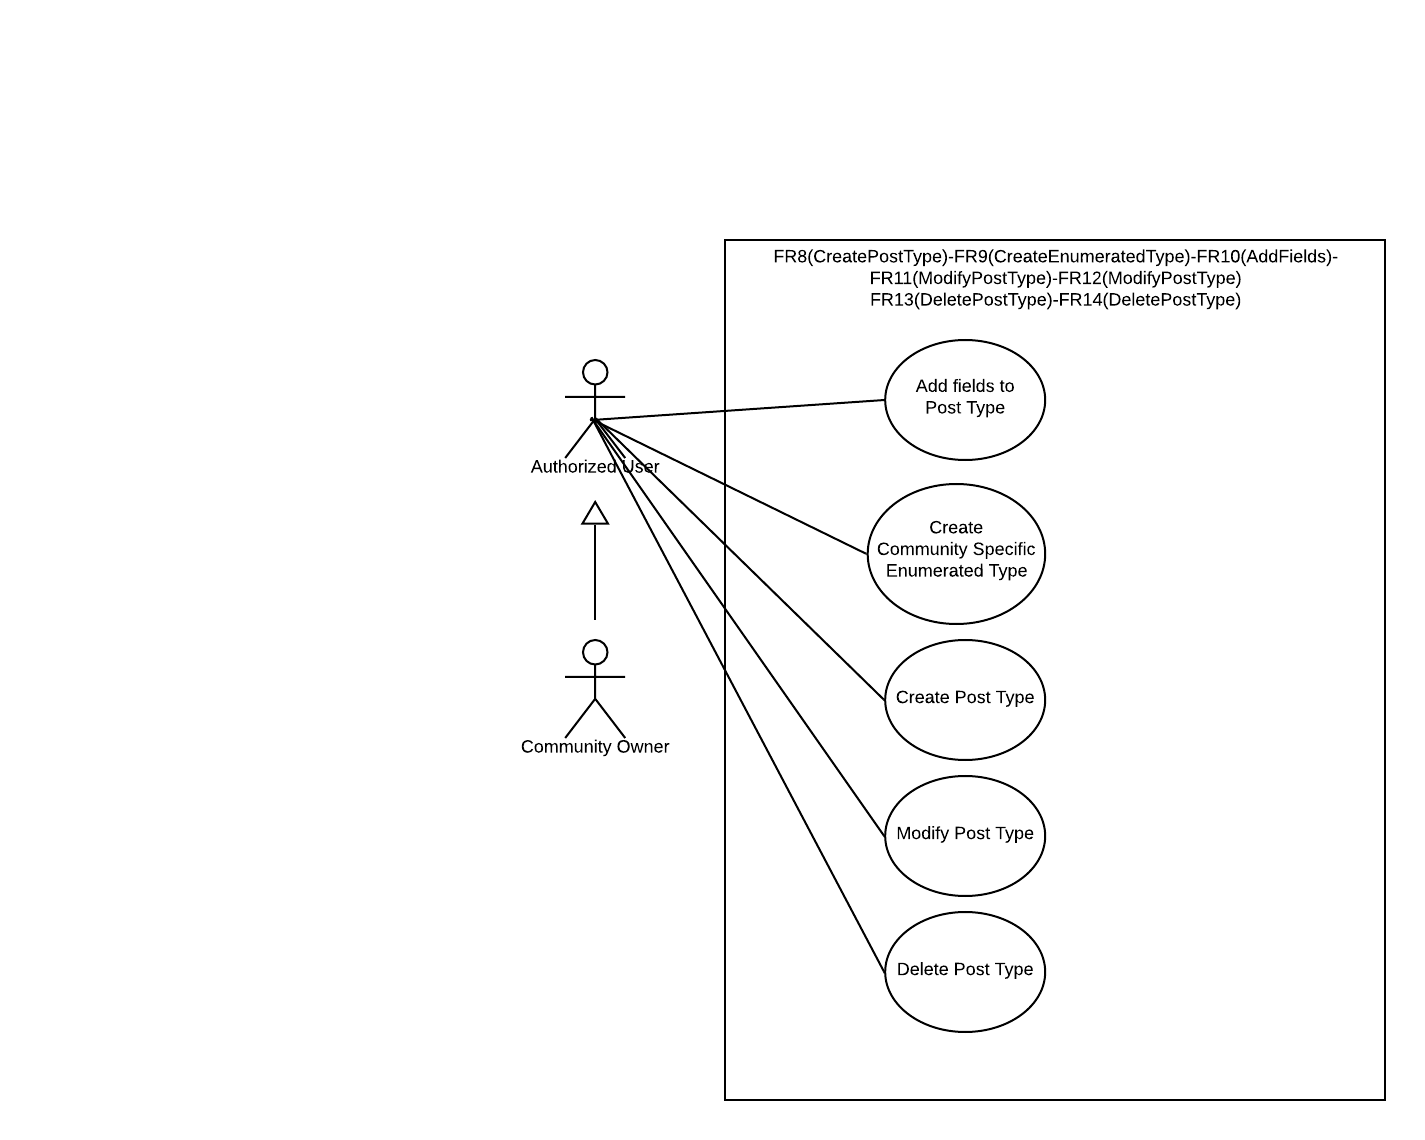 FR8(CreatePostType)-FR9(CreateEnumeratedType)-FR10(AddFields)-
FR11(ModifyPostType)-FR12(ModifyPostType)
FR13(DeletePostType)-FR14(DeletePostType)
Add fields to
Post Type
Authorized User
Create
Community Specific
Enumerated Type
Create Post Type
Community Owner
Modify Post Type
Delete Post Type